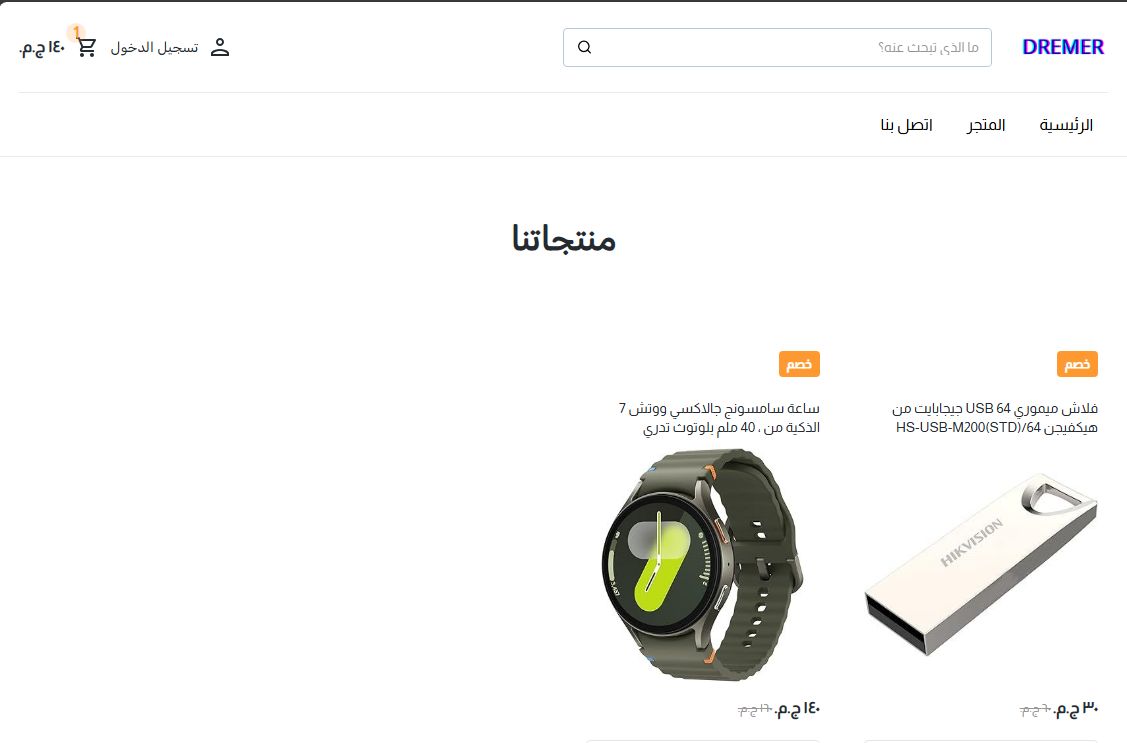 DREMER
ما الذي تبحث عنه؟
تسجيل الدخول
1
١٤٠ ج.م.
الرئيسية
المتجر
اتصل بنا
منتجاتنا
خصم
فلاش ميموري USB 64 جيجابايت من
هيكفيجن HS-USB-M200(STD)/64
HIKVISION
٣٠ ج.م. ٦٠ ج.م.
خصم
ساعة سامسونج جالاكسي ووتش 7
الذكية من ، 40 ملم بلوتوث تدري
١٤٠ ج.م. ١٦٠ ج.م.